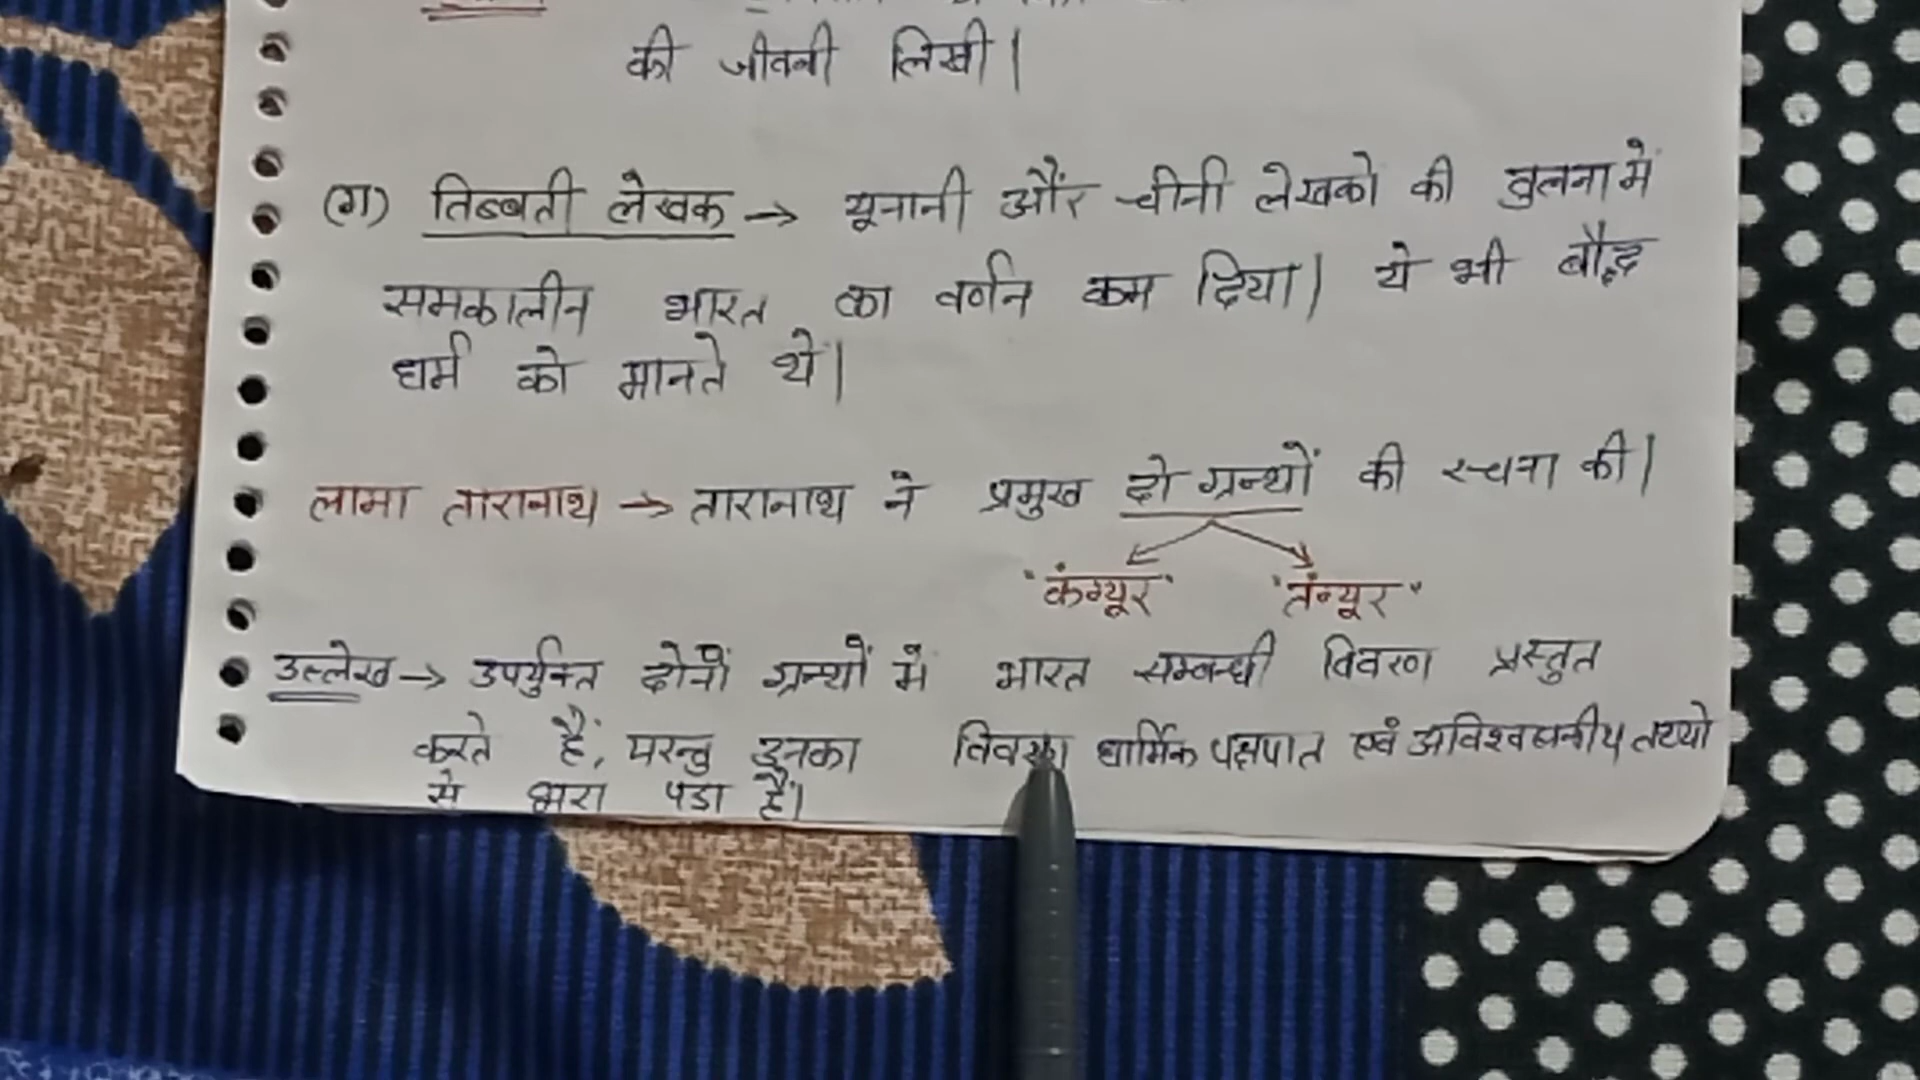 की जीवनी लिखी।
(ग) तिब्बती लेखक → यूनानी और चीनी लेखको की तुलना में
समकालीन भारत का वर्णन कम दिया। ये भी बौद्ध
धर्म को मानते थे।
लामा तारानाथ → तारानाथ ने प्रमुख दो ग्रन्थों की रचना की।
"कंग्यूर" "तंग्यूर"
उल्लेख → उपर्युक्त दोनों ग्रन्थों में भारत सम्बन्धी विवरण प्रस्तुत
करते हैं, परन्तु इनका विवरण धार्मिक पक्षपात एवं अविश्वसनीय तथ्यो
से भरा पडा है।